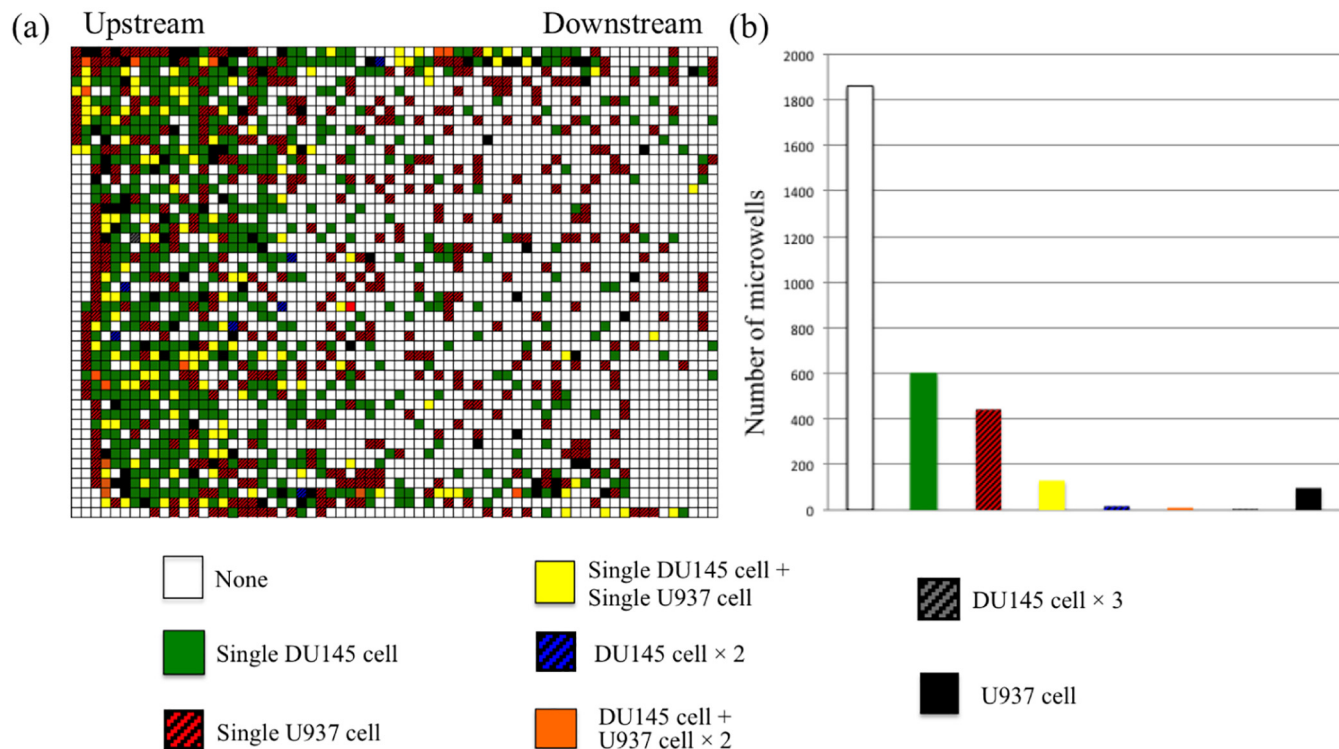 (a) Upstream Downstream (b)
Number of microwells
2000
1800
1600
1400
1200
1000
800
600
400
200
0
None
Single DU145 cell
Single U937 cell
Single DU145 cell +
Single U937 cell
DU145 cell × 2
DU145 cell +
U937 cell × 2
DU145 cell × 3
U937 cell